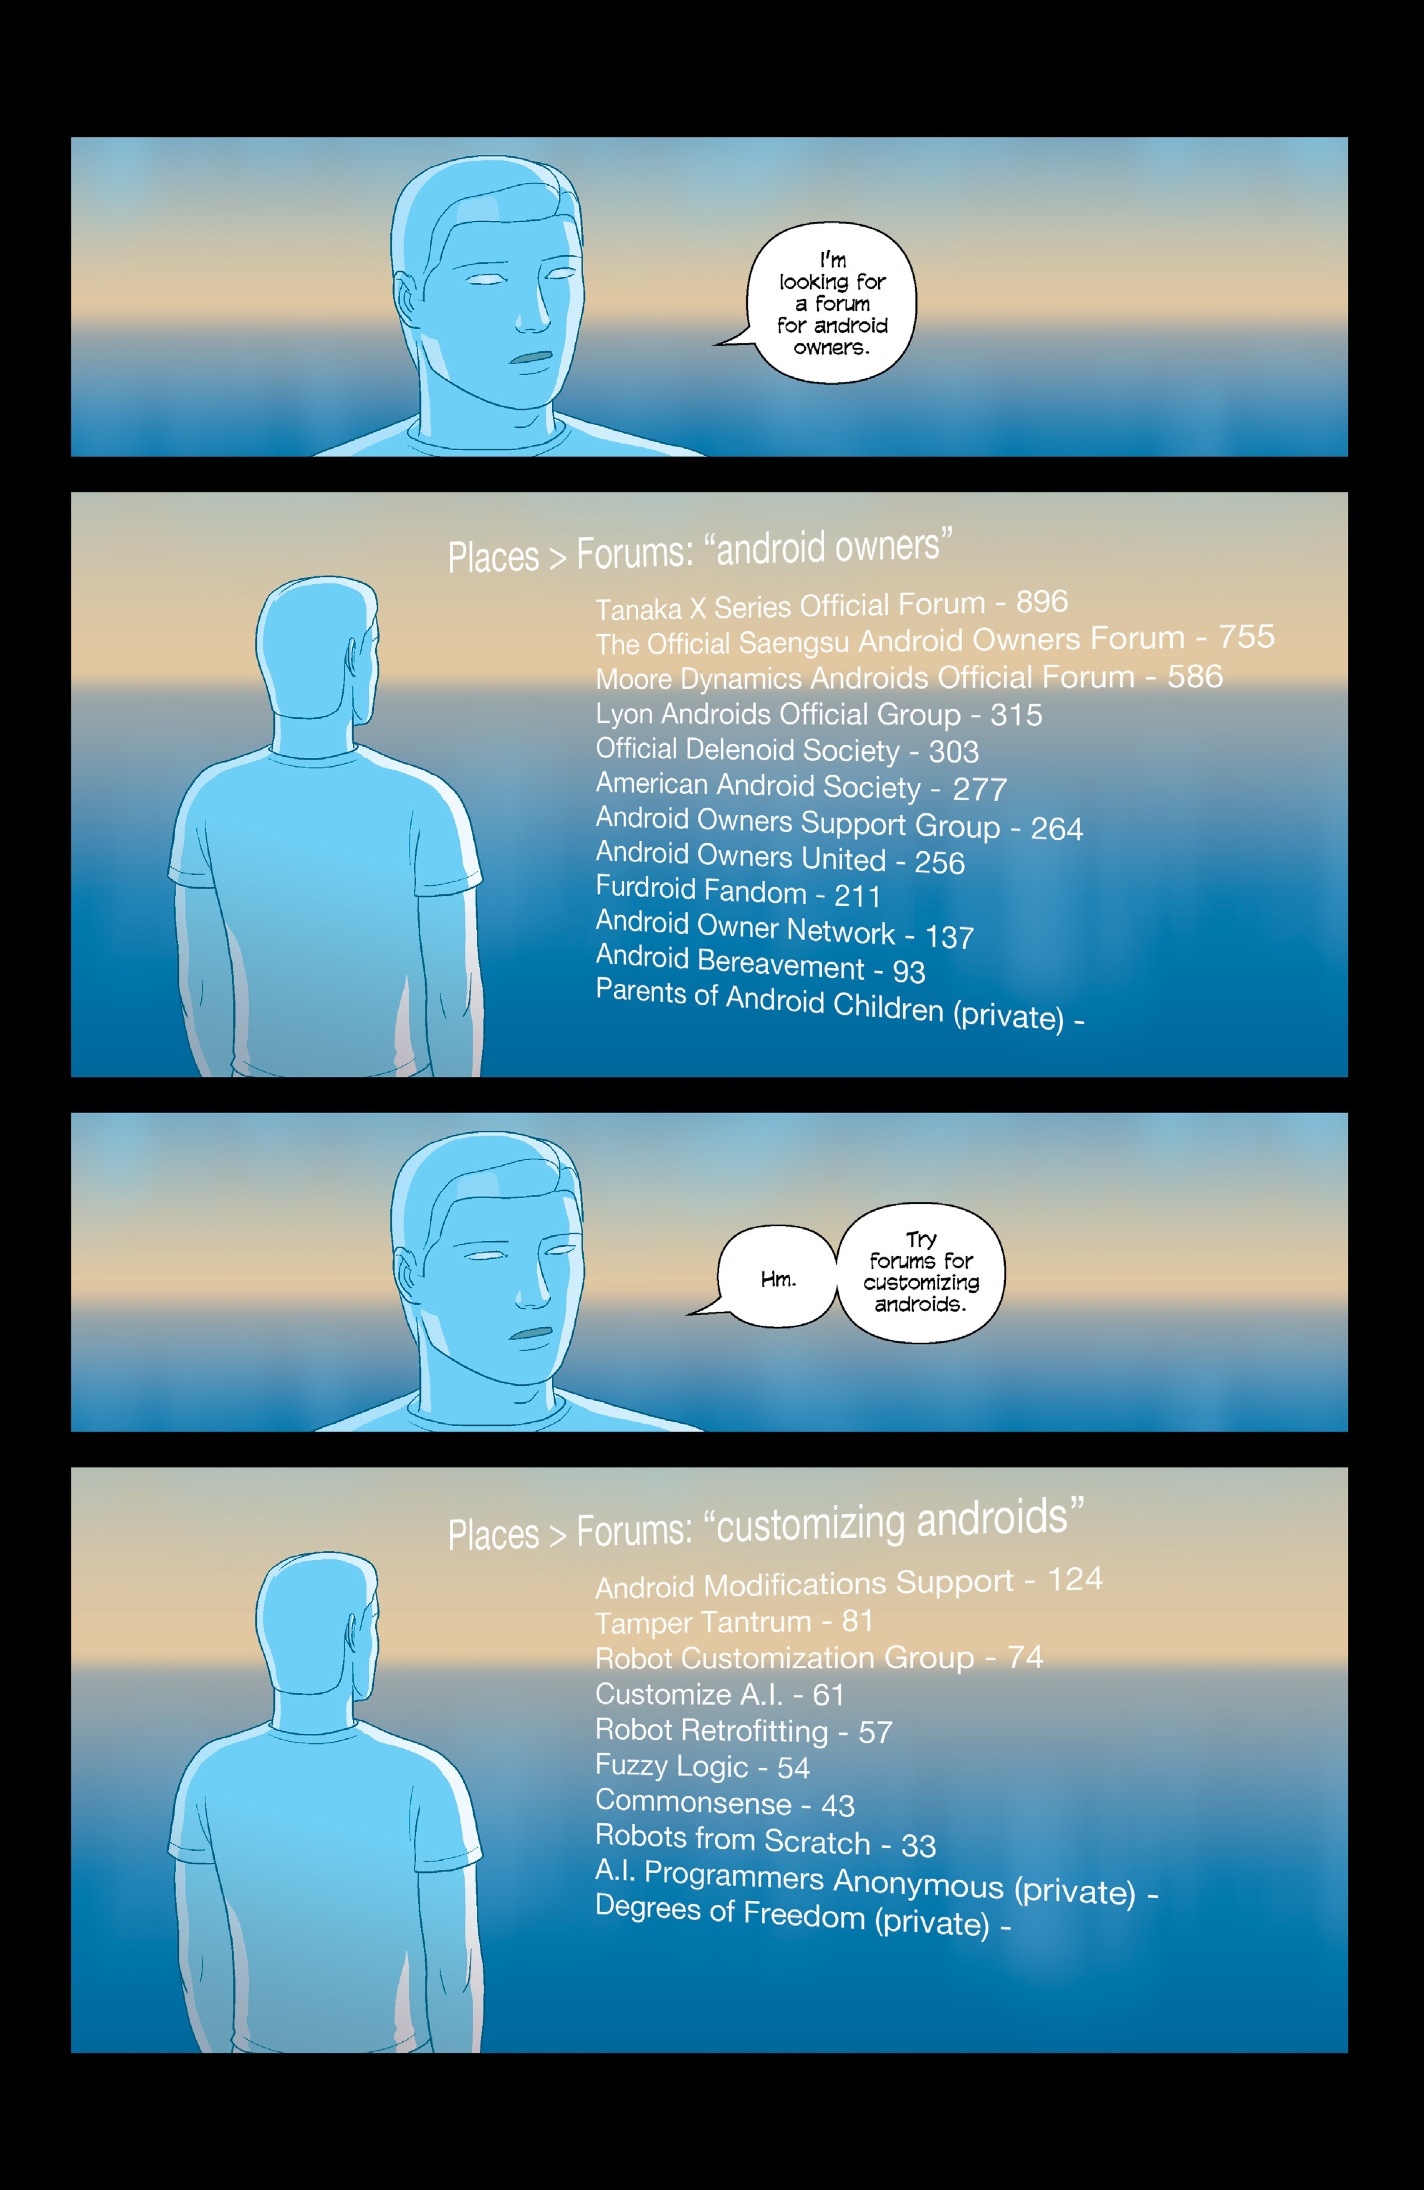 I'm
looking for
a forum
for android
owners.
Places > Forums: “android owners”
Tanaka X Series Official Forum - 896
The Official Saengsu Android Owners Forum - 755
Moore Dynamics Androids Official Forum - 586
Lyon Androids Official Group - 315
Official Delenoid Society - 303
American Android Society - 277
Android Owners Support Group - 264
Android Owners United - 256
Furdroid Fandom - 211
Android Owner Network - 137
Android Bereavement - 93
Parents of Android Children (private) -
Hm.
Try
forums for
customizing
androids.
Places > Forums: “customizing androids”
Android Modifications Support - 124
Tamper Tantrum - 81
Robot Customization Group - 74
Customize A.I. - 61
Robot Retrofitting - 57
Fuzzy Logic - 54
Commonsense - 43
Robots from Scratch - 33
A.I. Programmers Anonymous (private) -
Degrees of Freedom (private) -